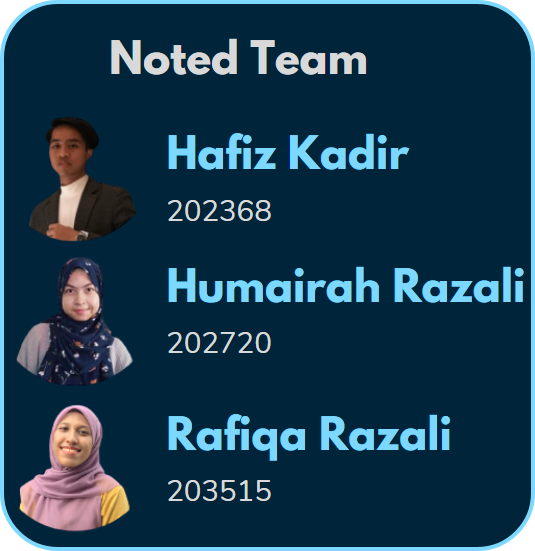 Noted Team
Hafiz Kadir
202368
Humairah Razali
202720
Rafiqa Razali
203515